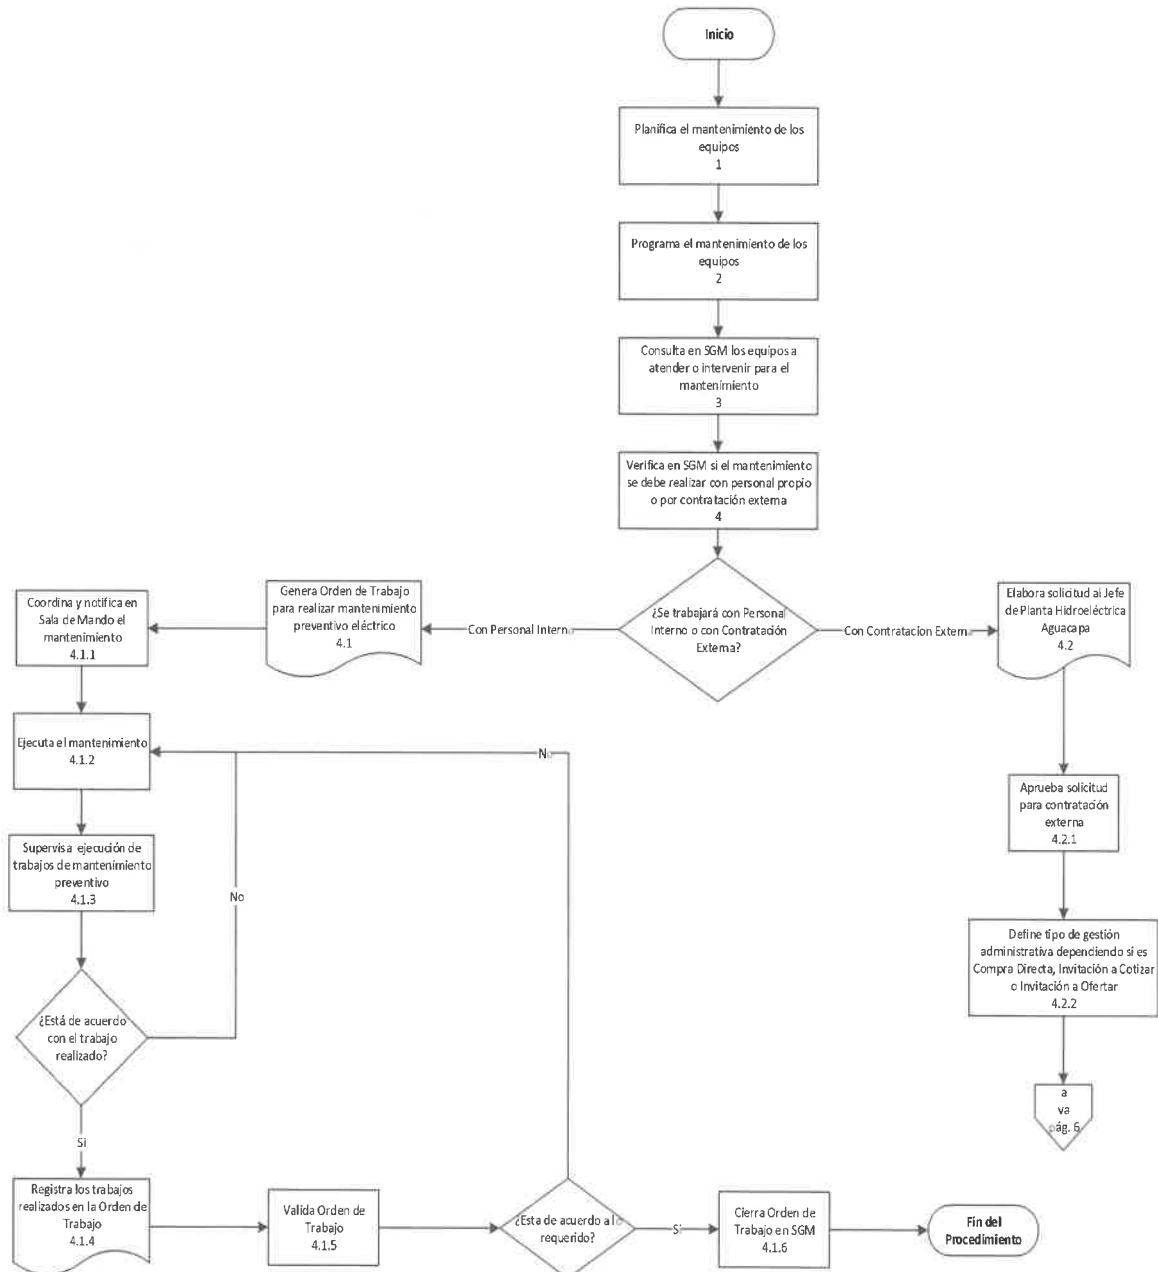 Inicio
Planifica el mantenimiento de los
equipos
1
Programa el mantenimiento de los
equipos
2
Consulta en SGM los equipos a
atender o intervenir para el
mantenimiento
3
Verifica en SGM si el mantenimiento
se debe realizar con personal propio
o por contratación externa
4
¿Se trabajará con Personal
Interno o con Contratación
Externa?
Con Personal Interno
Con Contratacion Externa
Genera Orden de Trabajo
para realizar mantenimiento
preventivo eléctrico
4.1
Coordina y notifica en
Sala de Mando el
mantenimiento
4.1.1
Ejecuta el mantenimiento
4.1.2
Supervisa ejecución de
trabajos de mantenimiento
preventivo
4.1.3
No
No
¿Está de acuerdo
con el trabajo
realizado?
Si
Registra los trabajos
realizados en la Orden de
Trabajo
4.1.4
Valida Orden de
Trabajo
4.1.5
¿Esta de acuerdo a lo
requerido?
Si
Cierra Orden de
Trabajo en SGM
4.1.6
Fin del
Procedimiento
Elabora solicitud al Jefe
de Planta Hidroeléctrica
Aguacapa
4.2
Aprueba solicitud
para contratación
externa
4.2.1
Define tipo de gestión
administrativa dependiendo si es
Compra Directa, Invitación a Cotizar
o Invitación a Ofertar
4.2.2
a
va
pág. 6